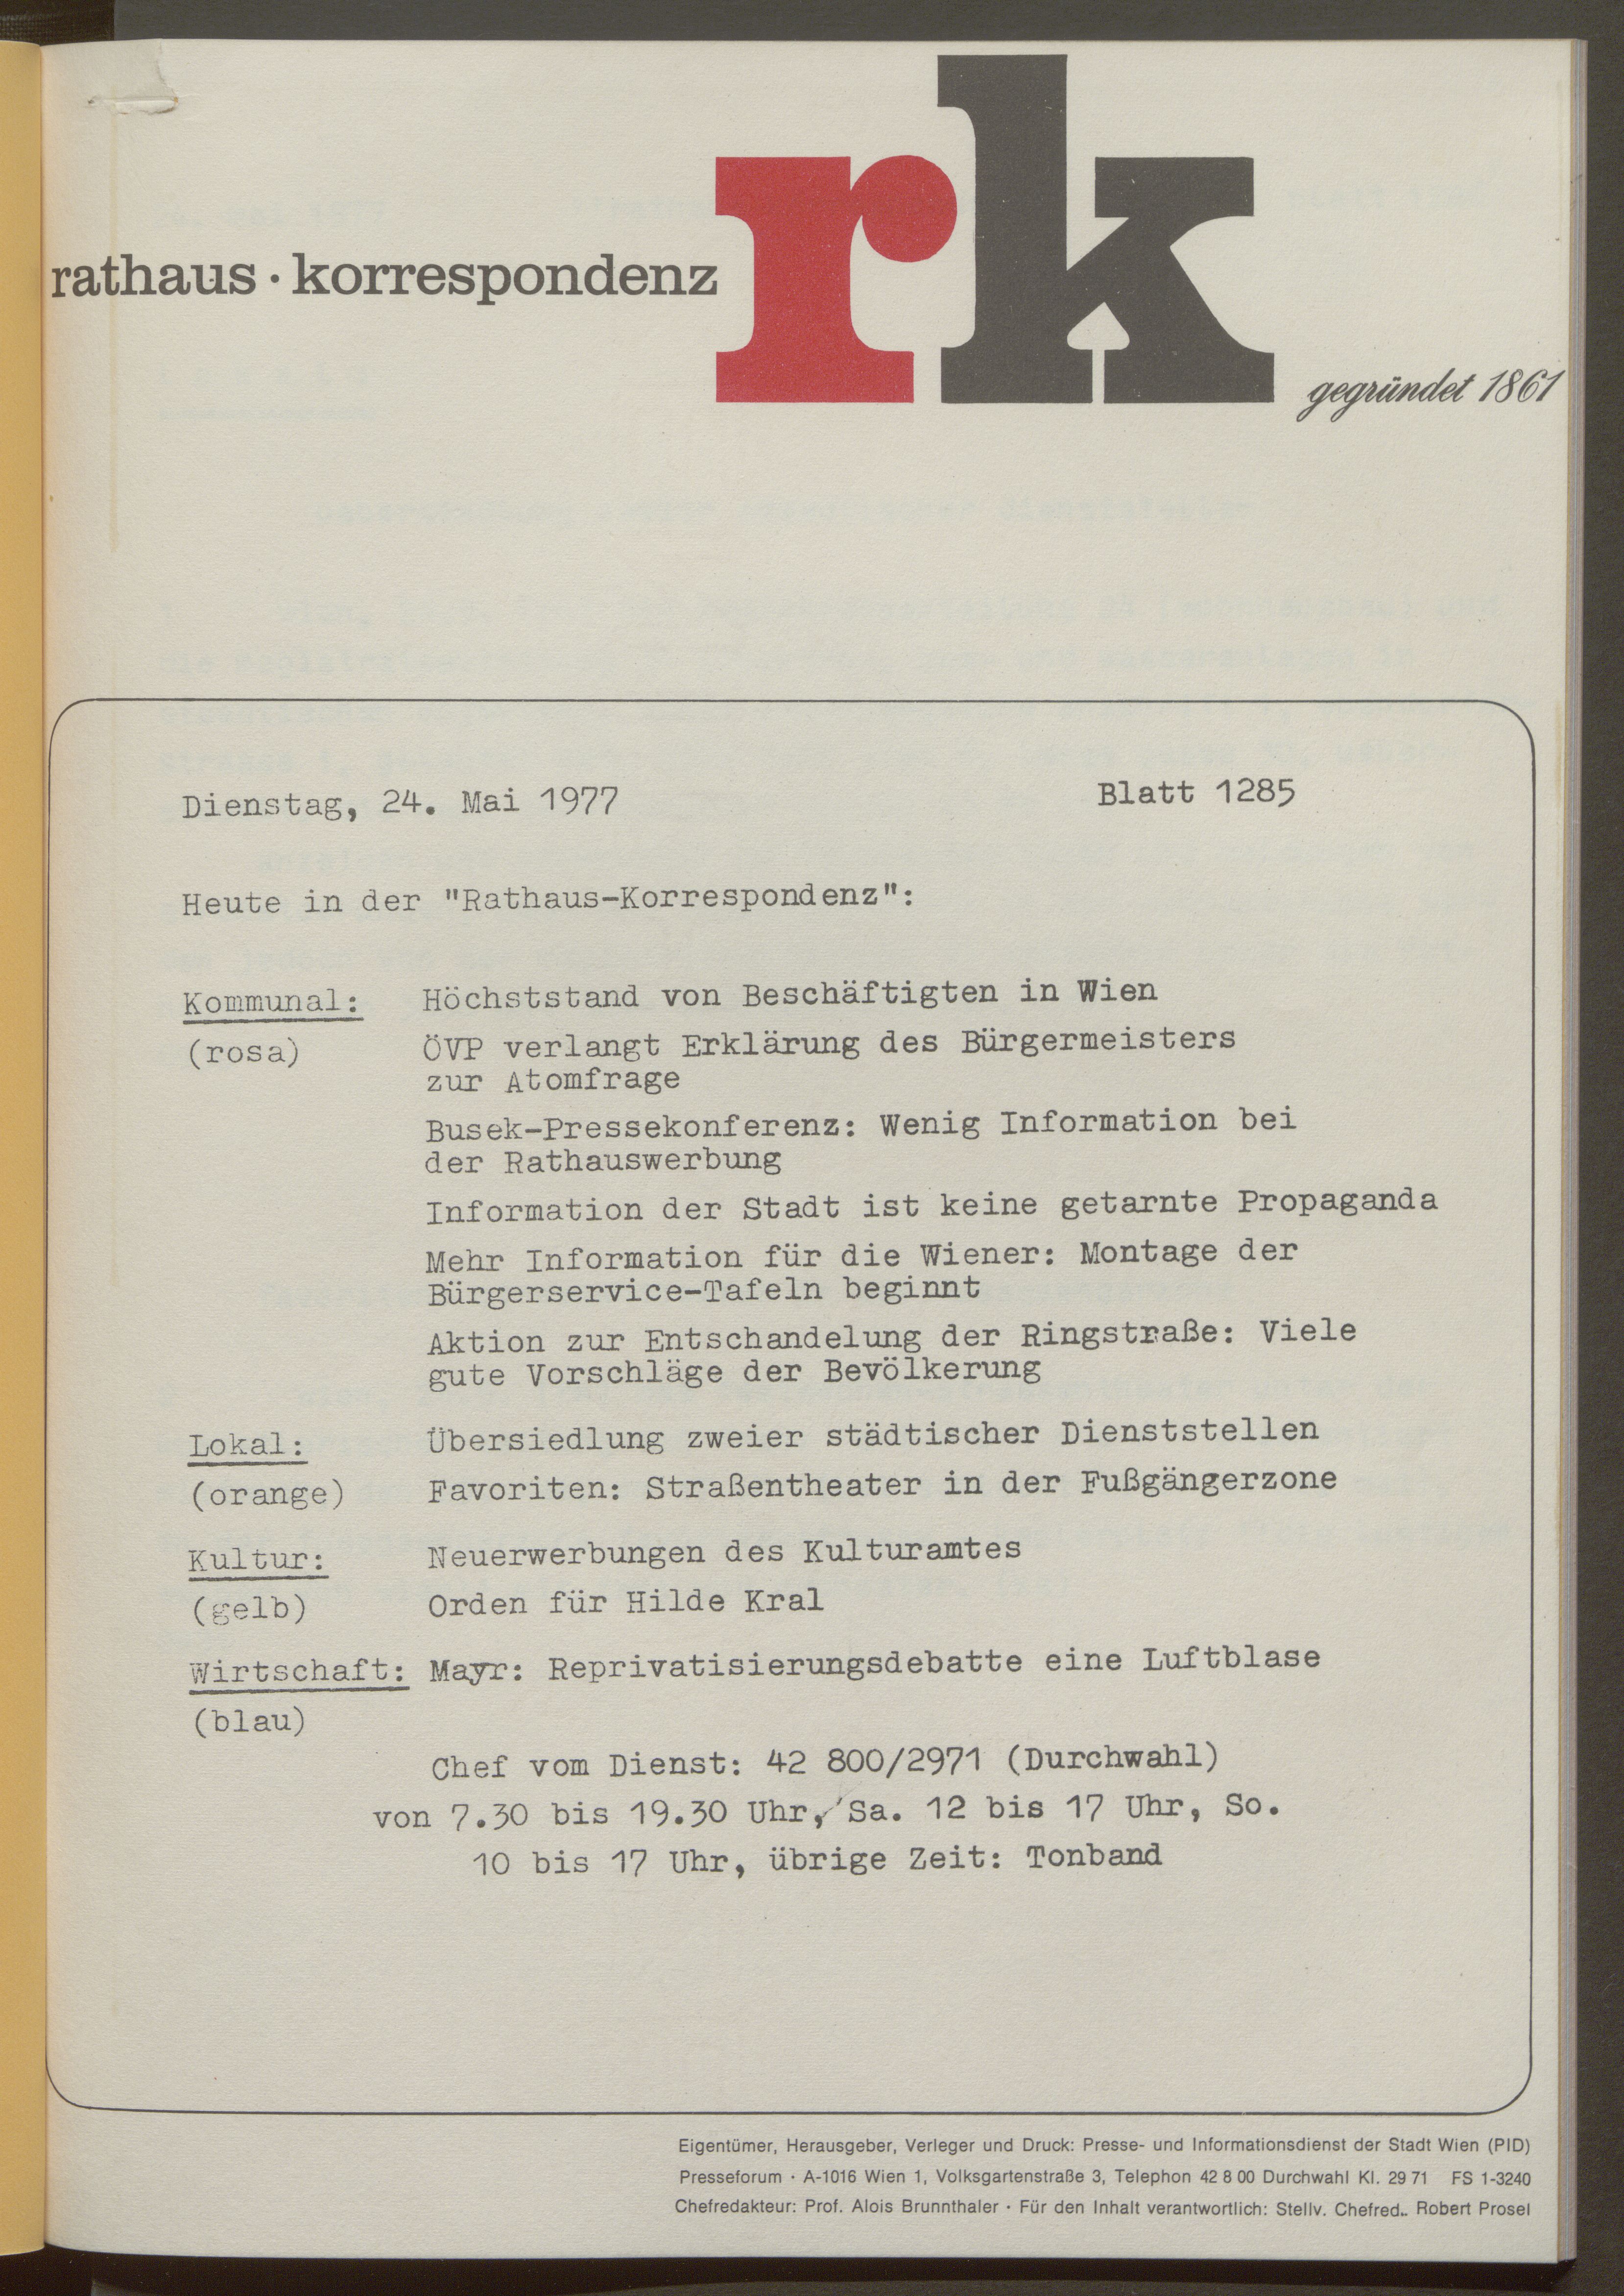 rathaus · korrespondenz
rk
gegründet 1861
Dienstag, 24. Mai 1977 Blatt 1285
Heute in der "Rathaus-Korrespondenz":
Kommunal: Höchststand von Beschäftigten in Wien
(rosa) ÖVP verlangt Erklärung des Bürgermeisters
zur Atomfrage
Busek-Pressekonferenz: Wenig Information bei
der Rathauswerbung
Information der Stadt ist keine getarnte Propaganda
Mehr Information für die Wiener: Montage der
Bürgerservice-Tafeln beginnt
Aktion zur Entschandelung der Ringstraße: Viele
gute Vorschläge der Bevölkerung
Lokal: Übersiedlung zweier städtischer Dienststellen
(orange) Favoriten: Straßentheater in der Fußgängerzone
Kultur: Neuerwerbungen des Kulturamtes
(gelb) Orden für Hilde Kral
Wirtschaft: Mayr: Reprivatisierungsdebatte eine Luftblase
(blau)
Chef vom Dienst: 42 800/2971 (Durchwahl)
von 7.30 bis 19.30 Uhr, Sa. 12 bis 17 Uhr, So.
10 bis 17 Uhr, übrige Zeit: Tonband
Eigentümer, Herausgeber, Verleger und Druck: Presse- und Informationsdienst der Stadt Wien (PID)
Presseforum · A-1016 Wien 1, Volksgartenstraße 3, Telephon 42 8 00 Durchwahl Kl. 29 71 FS 1-3240
Chefredakteur: Prof. Alois Brunnthaler · Für den Inhalt verantwortlich: Stellv. Chefred.. Robert Prosel